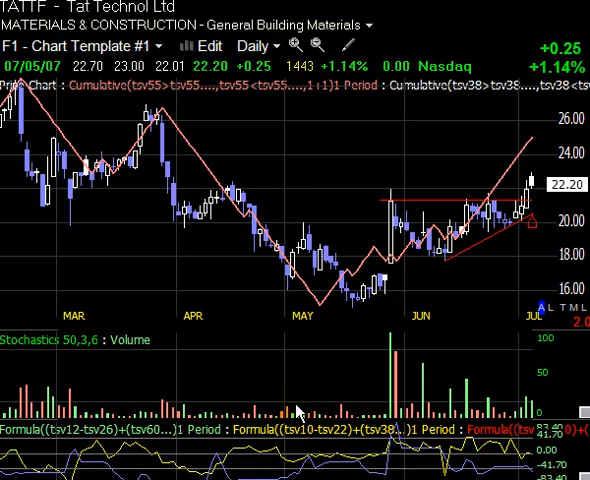 TATTF - Tat Technol Ltd
MATERIALS & CONSTRUCTION - General Building Materials
F1 - Chart Template #1 Edit Daily
+0.25
07/05/07 22.70 23.00 22.01 22.20 +0.25 1443 +1.14% 0.00 Nasdaq
+1.14%
Price Chart : Cumulative(tsv55>tsv55....,tsv55<tsv55....,1+1)1 Period : Cumulative(tsv38>tsv38....,tsv38<tsv
26.00
24.00
22.20
20.00
18.00
16.00
A L T M L
MAR APR MAY JUN JUL
2.0
Stochastics 50,3,6 : Volume
100
50
0
Formula((tsv12-tsv26)+(tsv60...)1 Period : Formula((tsv10-tsv22)+(tsv38...)1 Period : Formula((tsv
83.40
41.70
0.00
-41.70
-83.40